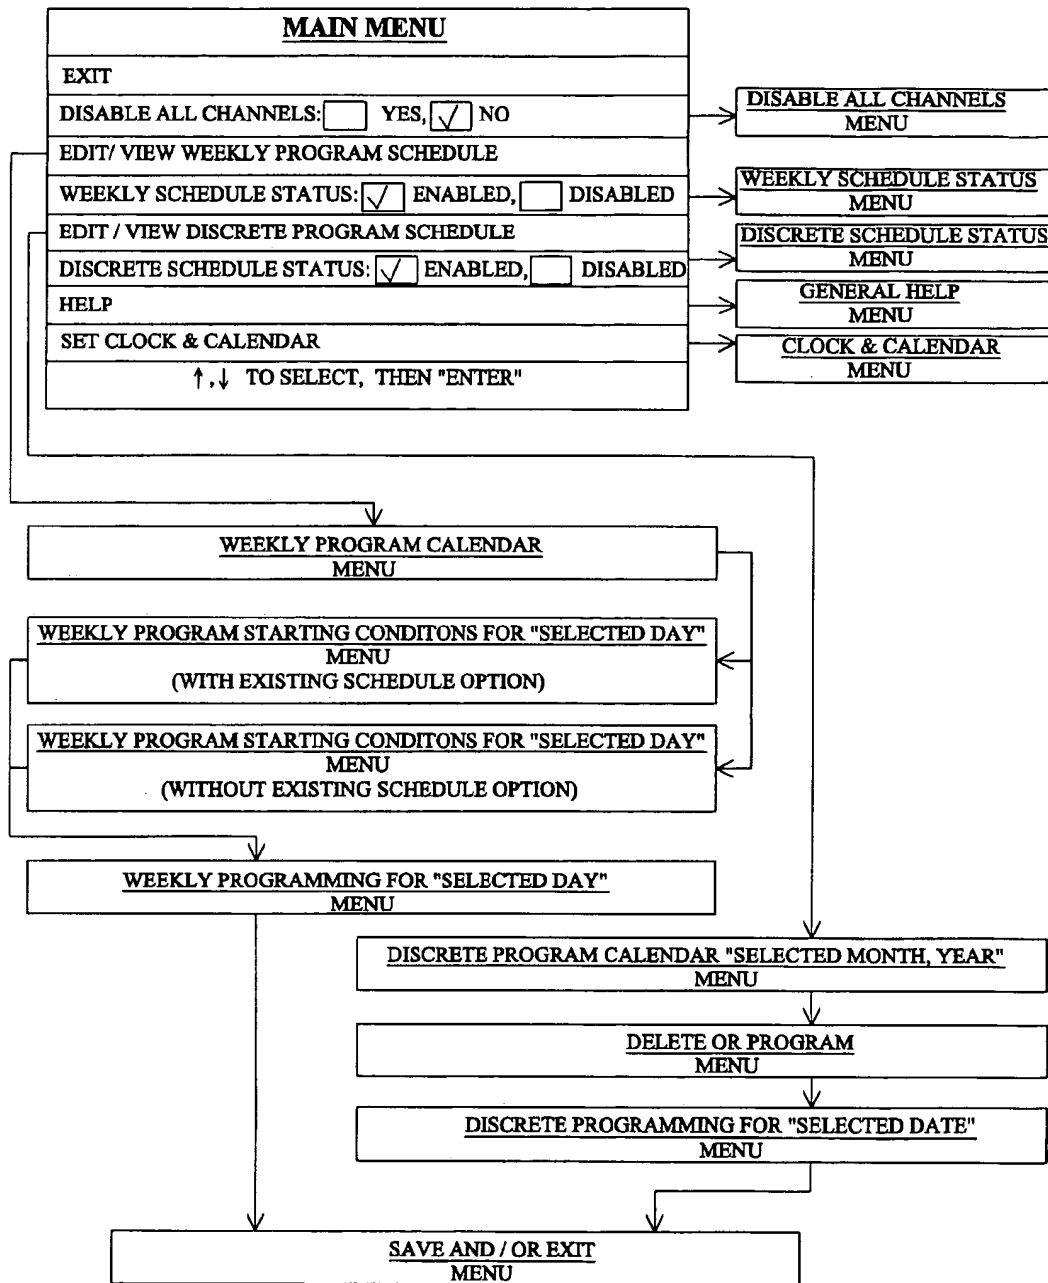 MAIN MENU
EXIT
DISABLE ALL CHANNELS: YES, √ NO
EDIT/ VIEW WEEKLY PROGRAM SCHEDULE
WEEKLY SCHEDULE STATUS: √ ENABLED, DISABLED
EDIT / VIEW DISCRETE PROGRAM SCHEDULE
DISCRETE SCHEDULE STATUS: √ ENABLED, DISABLED
HELP
SET CLOCK & CALENDAR
↑,↓ TO SELECT, THEN "ENTER"
DISABLE ALL CHANNELS
MENU
WEEKLY SCHEDULE STATUS
MENU
DISCRETE SCHEDULE STATUS
MENU
GENERAL HELP
MENU
CLOCK & CALENDAR
MENU
WEEKLY PROGRAM CALENDAR
MENU
WEEKLY PROGRAM STARTING CONDITONS FOR "SELECTED DAY"
MENU
(WITH EXISTING SCHEDULE OPTION)
WEEKLY PROGRAM STARTING CONDITONS FOR "SELECTED DAY"
MENU
(WITHOUT EXISTING SCHEDULE OPTION)
WEEKLY PROGRAMMING FOR "SELECTED DAY"
MENU
DISCRETE PROGRAM CALENDAR "SELECTED MONTH, YEAR"
MENU
DELETE OR PROGRAM
MENU
DISCRETE PROGRAMMING FOR "SELECTED DATE"
MENU
SAVE AND / OR EXIT
MENU